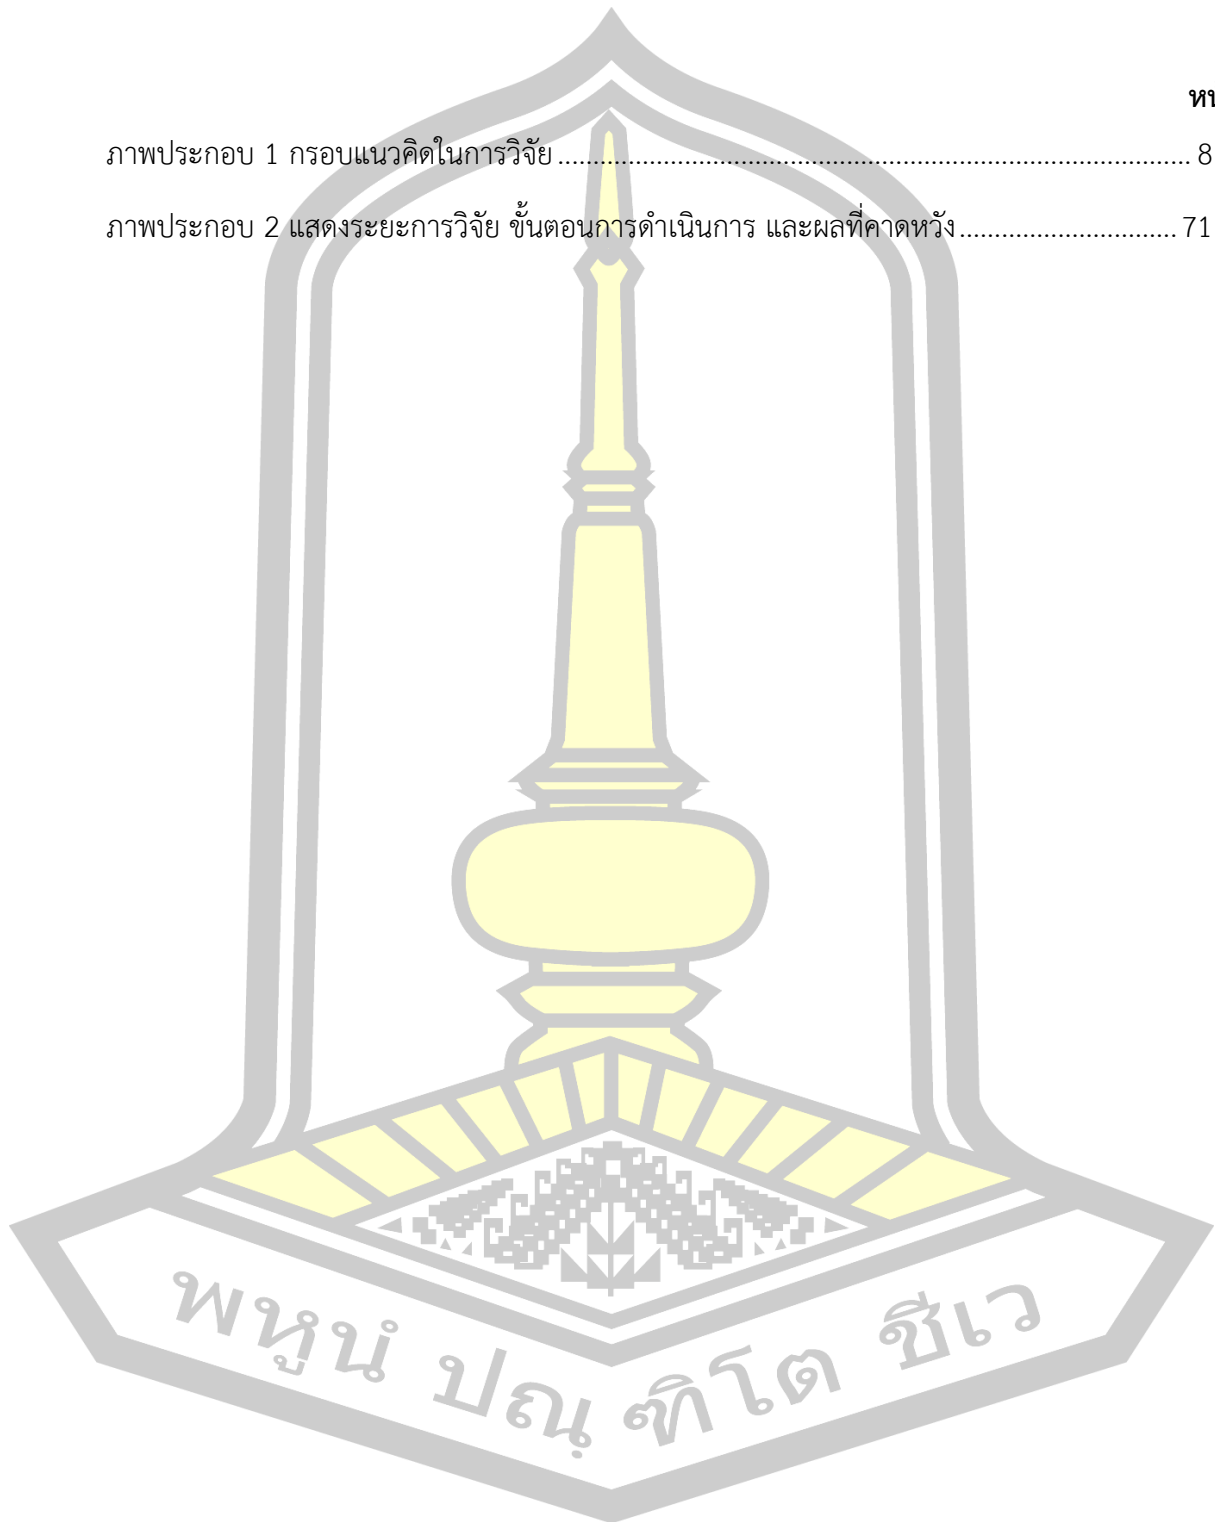 ภาพประกอบ 1 กรอบแนวคิดในการวิจัย ........................................................................................... 8
ภาพประกอบ 2 แสดงระยะการวิจัย ขั้นตอนการดำเนินการ และผลที่คาดหวัง ............................... 71
พหูนํ ปณฺฑิโต ชีเว